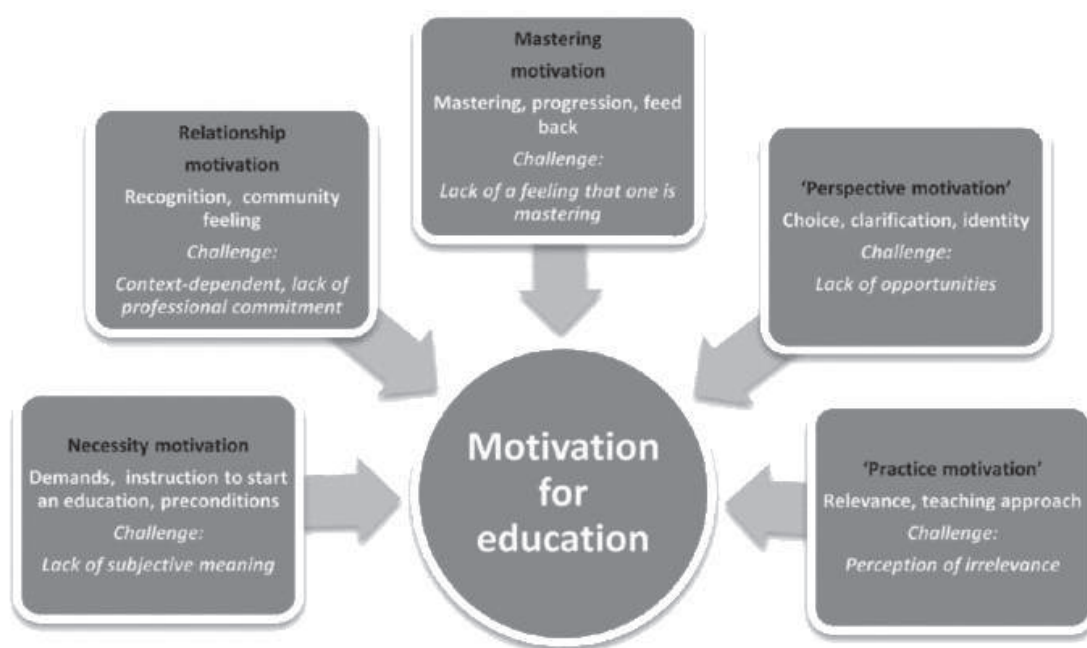 Mastering
motivation
Mastering, progression, feed
back
Challenge:
Lack of a feeling that one is
mastering
Relationship
motivation
Recognition, community
feeling
Challenge:
Context-dependent, lack of
professional commitment
'Perspective motivation'
Choice, clarification, identity
Challenge:
Lack of opportunities
Necessity motivation
Demands, instruction to start
an education, preconditions
Challenge:
Lack of subjective meaning
Motivation
for
education
'Practice motivation'
Relevance, teaching approach
Challenge:
Perception of irrelevance